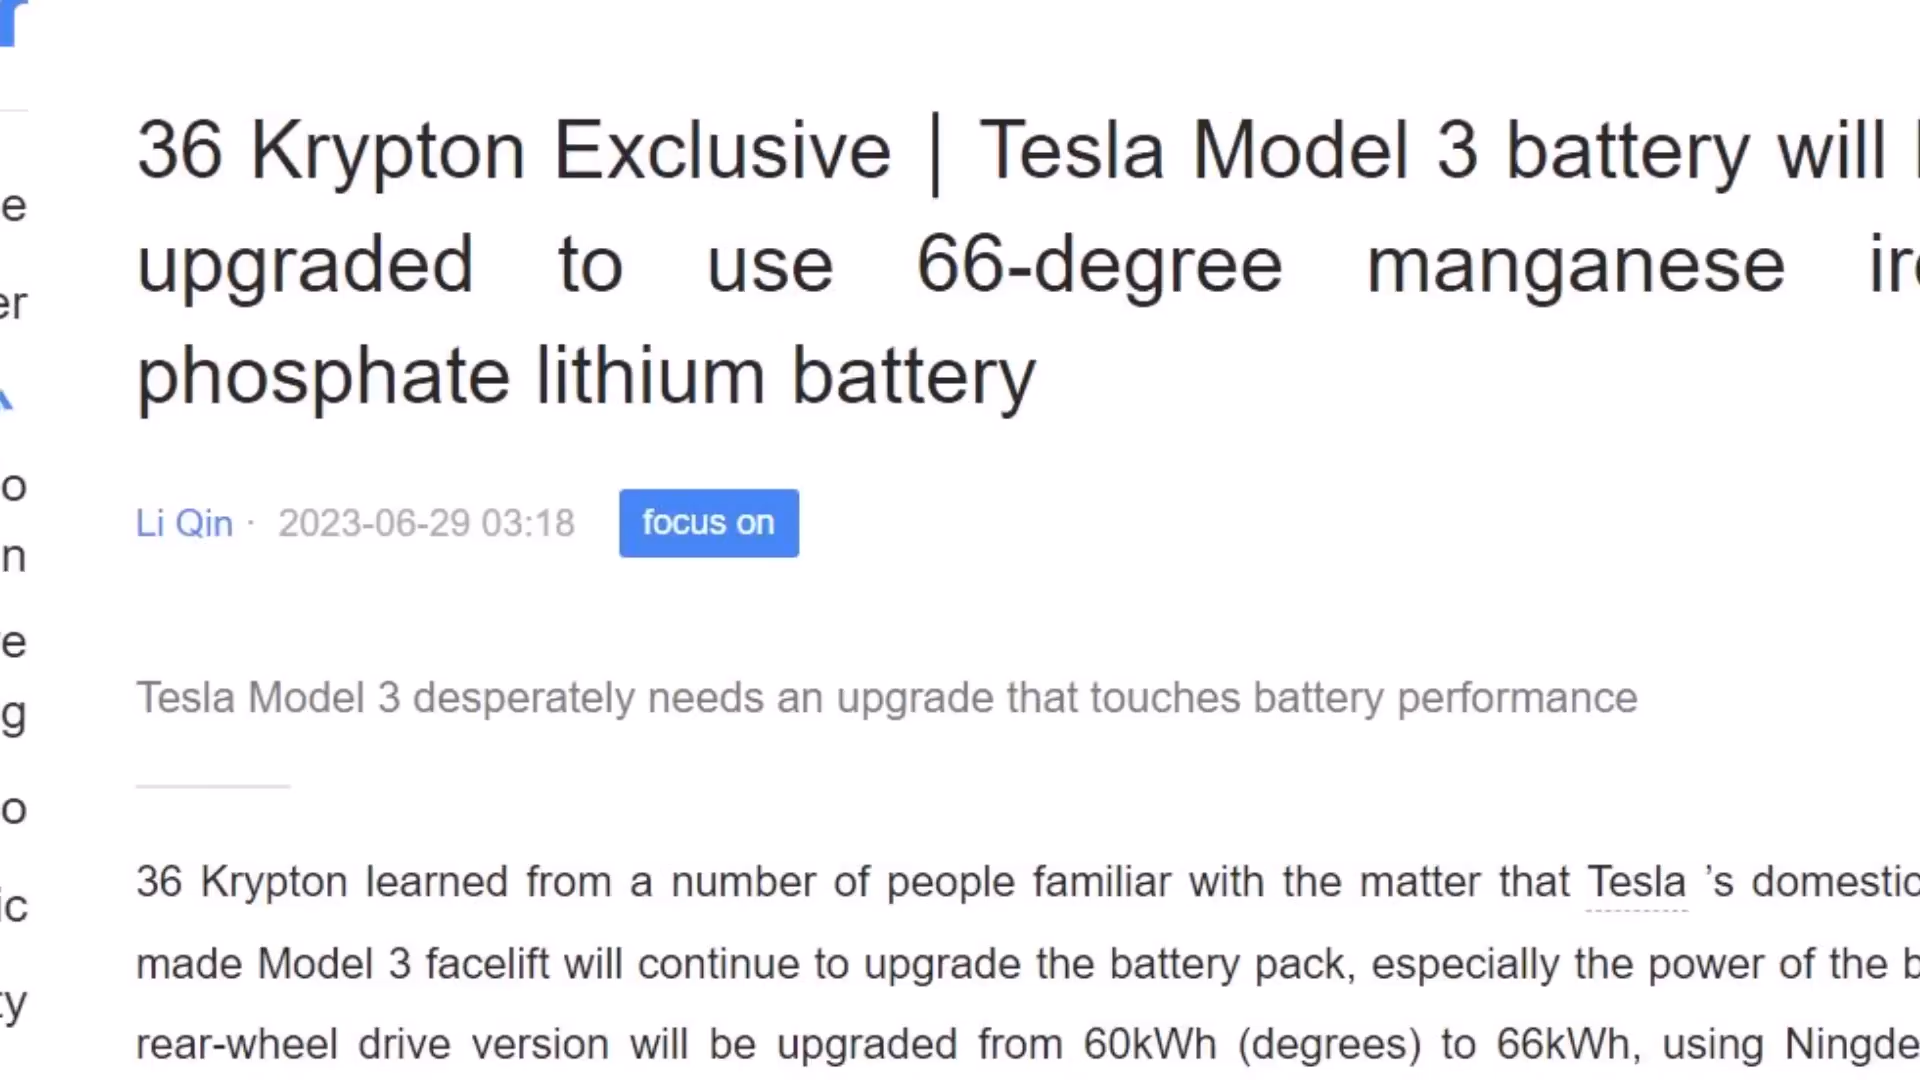 36 Krypton Exclusive | Tesla Model 3 battery will
upgraded to use 66-degree manganese
phosphate lithium battery
Li Qin · 2023-06-29 03:18 focus on
Tesla Model 3 desperately needs an upgrade that touches battery performance
36 Krypton learned from a number of people familiar with the matter that Tesla 's domestic
made Model 3 facelift will continue to upgrade the battery pack, especially the power of the
rear-wheel drive version will be upgraded from 60kWh (degrees) to 66kWh, using Ningde